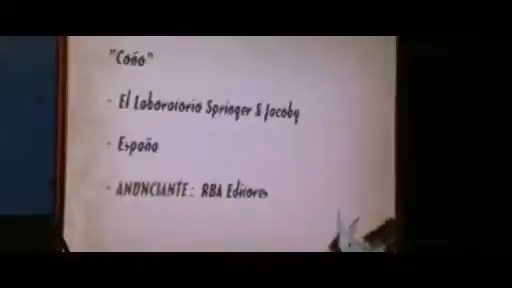 "Coño"
- El Laboratorio Springer & Jacoby
- España
- ANUNCIANTE: RBA Editores